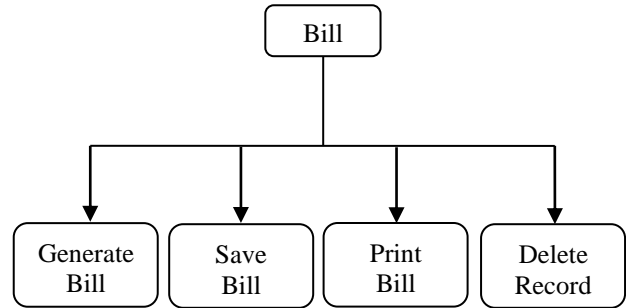 Bill
Generate
Bill
Save
Bill
Print
Bill
Delete
Record